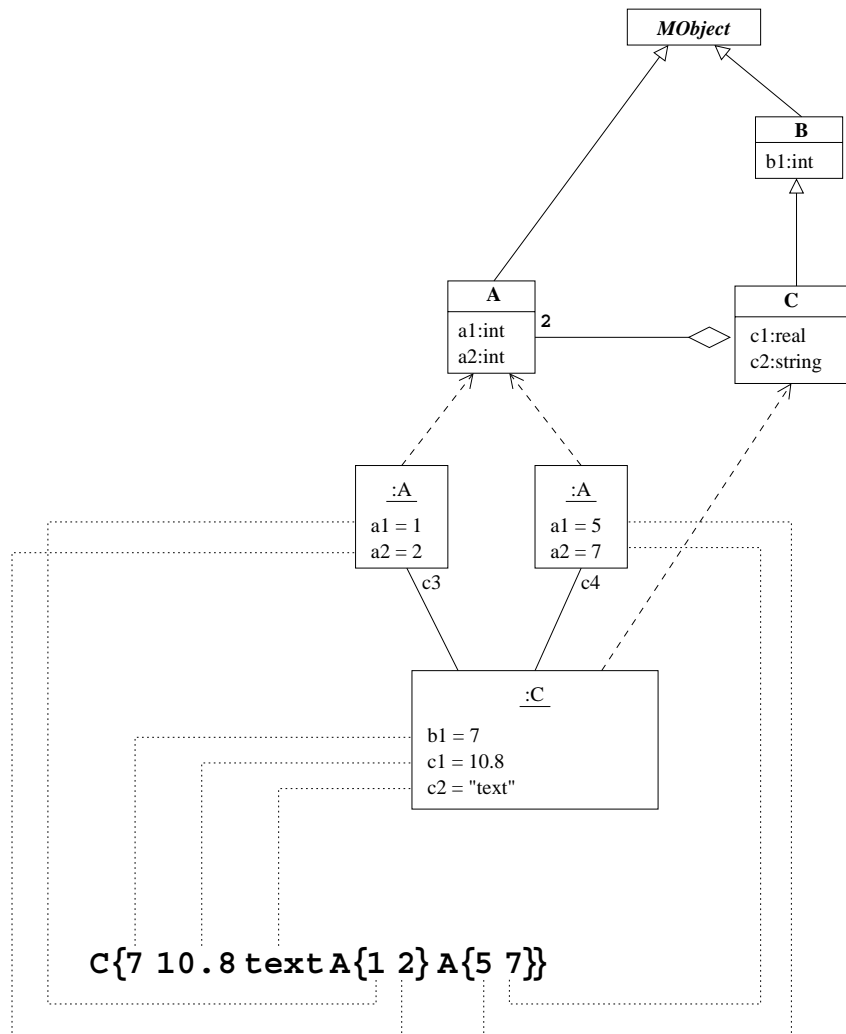 MObject
B
b1:int
A
a1:int
a2:int
2
C
c1:real
c2:string
:A
a1 = 1
a2 = 2
:A
a1 = 5
a2 = 7
c3
c4
:C
b1 = 7
c1 = 10.8
c2 = "text"
C{7 10.8 text A{1 2} A{5 7}}